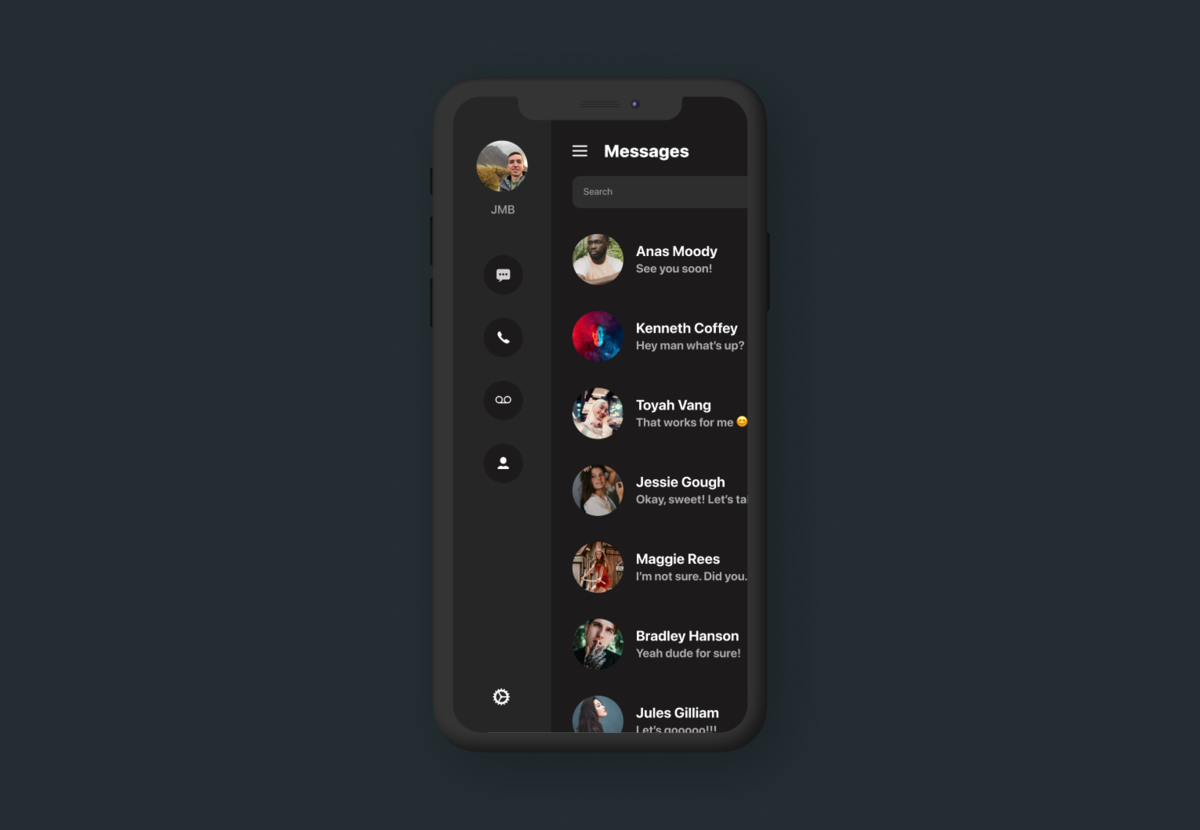 JMB
Messages
Search
Anas Moody
See you soon!
Kenneth Coffey
Hey man what's up?
Toyah Vang
That works for me 😊
Jessie Gough
Okay, sweet! Let's ta
Maggie Rees
I'm not sure. Did you.
Bradley Hanson
Yeah dude for sure!
Jules Gilliam
Let's gooooo!!!